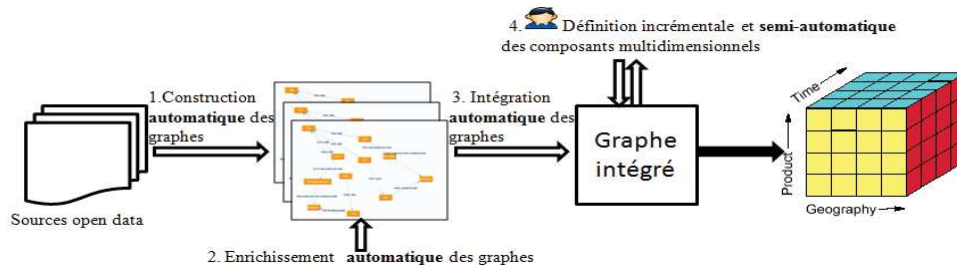 4. Définition incrémentale et semi-automatique
des composants multidimensionnels
1.Construction
automatique des
graphes
3. Intégration
automatique des
graphes
Graphe
intégré
Time
Product
Geography
Sources open data
2. Enrichissement automatique des graphes